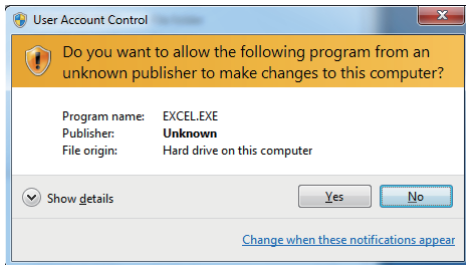 User Account Control
Do you want to allow the following program from an
unknown publisher to make changes to this computer?
Program name: EXCEL.EXE
Publisher: Unknown
File origin: Hard drive on this computer
Show details Yes No
Change when these notifications appear